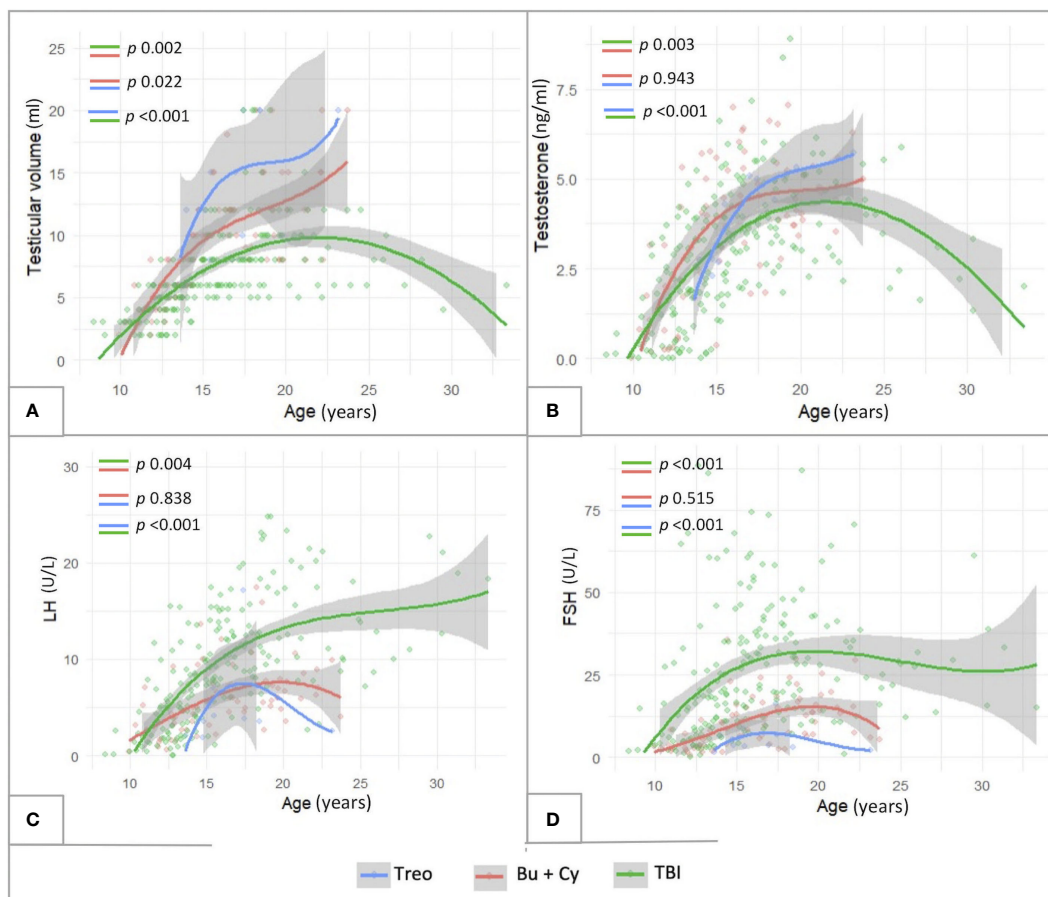 Testicular volume (ml)
25
20
15
10
5
0
p 0.002
p 0.022
p <0.001
10 15 20 25 30
Age (years)
A
Testosterone (ng/ml)
7.5
5.0
2.5
0.0
p 0.003
p 0.943
p <0.001
10 15 20 25 30
Age (years)
B
LH (U/L)
30
20
10
0
p 0.004
p 0.838
p <0.001
10 15 20 25 30
Age (years)
C
FSH (U/L)
75
50
25
0
p <0.001
p 0.515
p <0.001
10 15 20 25 30
Age (years)
D
Treo Bu + Cy TBI